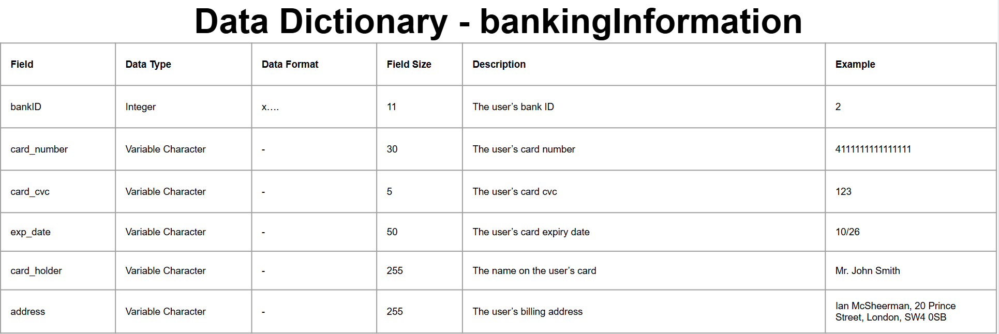 Data Dictionary - bankingInformation
Field Data Type Data Format Field Size Description Example
bankID Integer x…. 11 The user’s bank ID 2
card_number Variable Character - 30 The user’s card number 4111111111111111
card_cvc Variable Character - 5 The user’s card cvc 123
exp_date Variable Character - 50 The user’s card expiry date 10/26
card_holder Variable Character - 255 The name on the user’s card Mr. John Smith
address Variable Character - 255 The user’s billing address Ian McSheerman, 20 Prince
Street, London, SW4 0SB